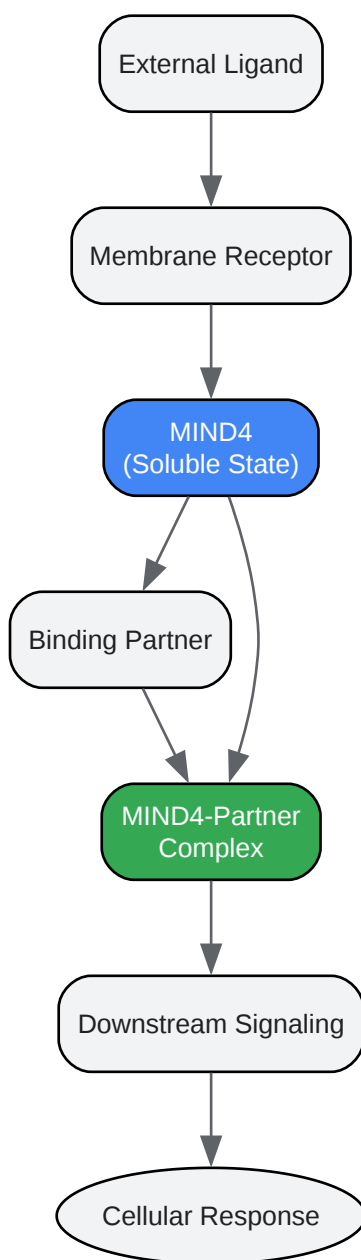 External Ligand
Membrane Receptor
MIND4
(Soluble State)
Binding Partner
MIND4-Partner
Complex
Downstream Signaling
Cellular Response